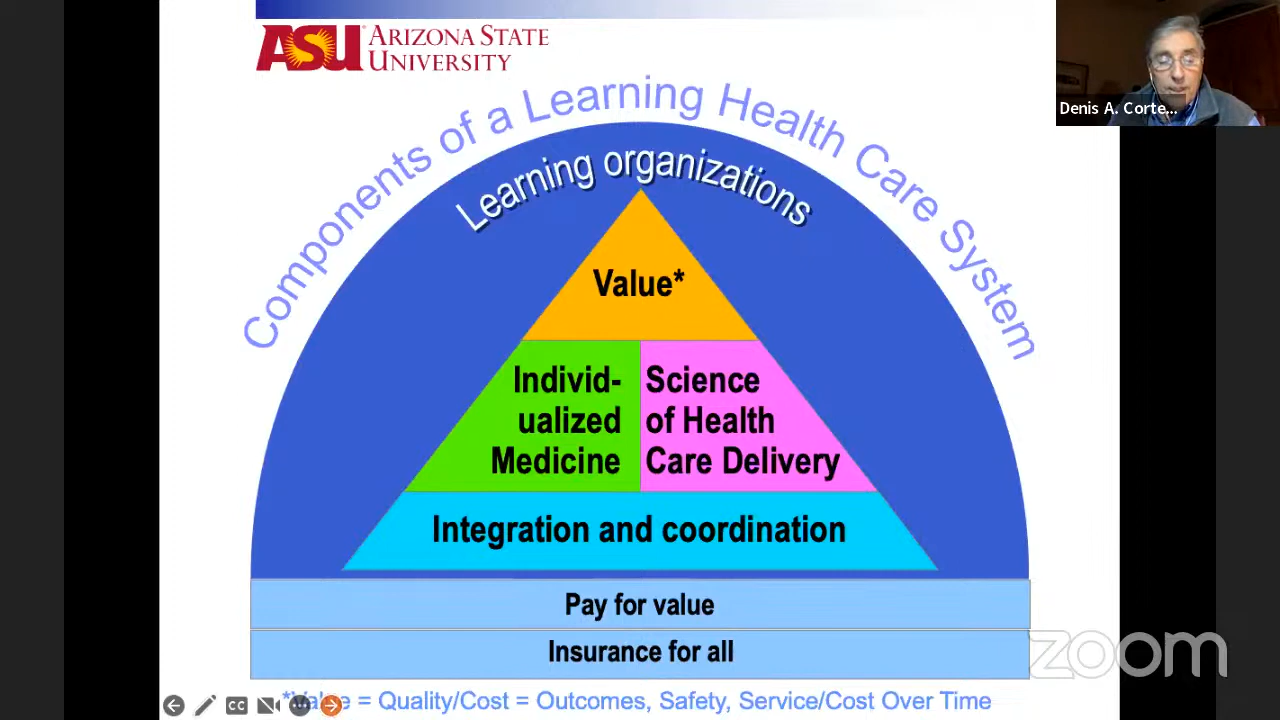 ASU ARIZONA STATE
UNIVERSITY
Denis A. Corte...
Components of a Learning Health Care System
Learning organizations
Value*
Individ-
ualized
Medicine
Science
of Health
Care Delivery
Integration and coordination
Pay for value
Insurance for all
zoom
CC
*Value = Quality/Cost = Outcomes, Safety, Service/Cost Over Time